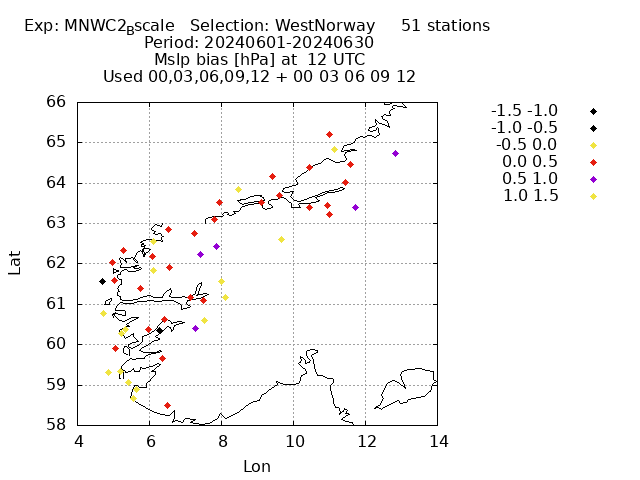 Exp: MNWC2Bscale   Selection: WestNorway     51 stations
Period: 20240601-20240630
Mslp bias [hPa] at  12 UTC
Used 00,03,06,09,12 + 00 03 06 09 12
66
65
64
63
62
61
60
59
58
4 6 8 10 12 14
Lat
Lon
-1.5 -1.0
-1.0 -0.5
-0.5 0.0
0.0 0.5
0.5 1.0
1.0 1.5